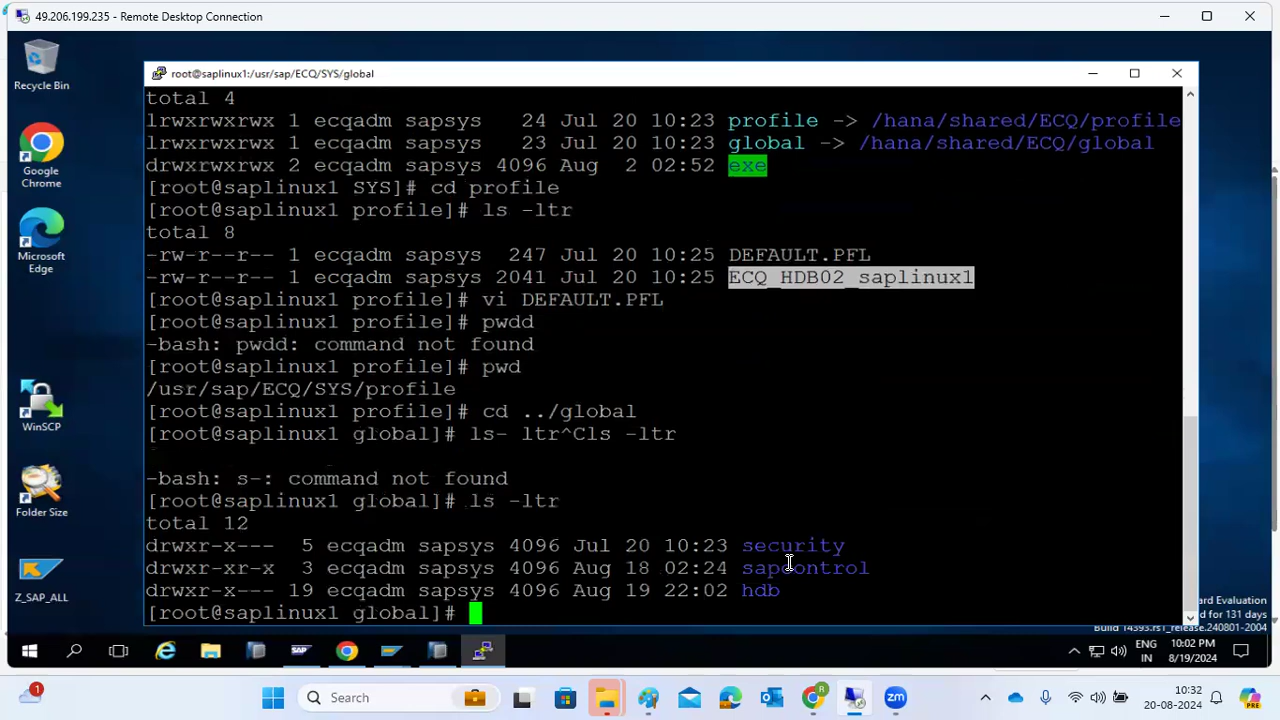 49.206.199.235 - Remote Desktop Connection
Recycle Bin
Google
Chrome
Microsoft
Edge
WinSCP
Folder Size
Z_SAP_ALL
root@saplinux1:/usr/sap/ECQ/SYS/global
total 4
lrwxrwxrwx 1 ecqadm sapsys 24 Jul 20 10:23 profile -> /hana/shared/ECQ/profile
lrwxrwxrwx 1 ecqadm sapsys 23 Jul 20 10:23 global -> /hana/shared/ECQ/global
drwxrwxrwx 2 ecqadm sapsys 4096 Aug 2 02:52 exe
[root@saplinux1 SYS]# cd profile
[root@saplinux1 profile]# ls -ltr
total 8
-rw-r--r-- 1 ecqadm sapsys 247 Jul 20 10:25 DEFAULT.PFL
-rw-r--r-- 1 ecqadm sapsys 2041 Jul 20 10:25 ECQ_HDB02_saplinux1
[root@saplinux1 profile]# vi DEFAULT.PFL
[root@saplinux1 profile]# pwdd
-bash: pwdd: command not found
[root@saplinux1 profile]# pwd
/usr/sap/ECQ/SYS/profile
[root@saplinux1 profile]# cd ../global
[root@saplinux1 global]# ls- ltr^Cls -ltr
-bash: s-: command not found
[root@saplinux1 global]# ls -ltr
total 12
drwxr-x--- 5 ecqadm sapsys 4096 Jul 20 10:23 security
drwxr-xr-x 3 ecqadm sapsys 4096 Aug 18 02:24 sapcontrol
drwxr-x--- 19 ecqadm sapsys 4096 Aug 19 22:02 hdb
[root@saplinux1 global]#
ard Evaluation
for 131 days
Build 14393.rs1_release.240801-2004
SAP
ENG
IN
10:02 PM
8/19/2024
1
Search
zm
10:32
20-08-2024
PRE